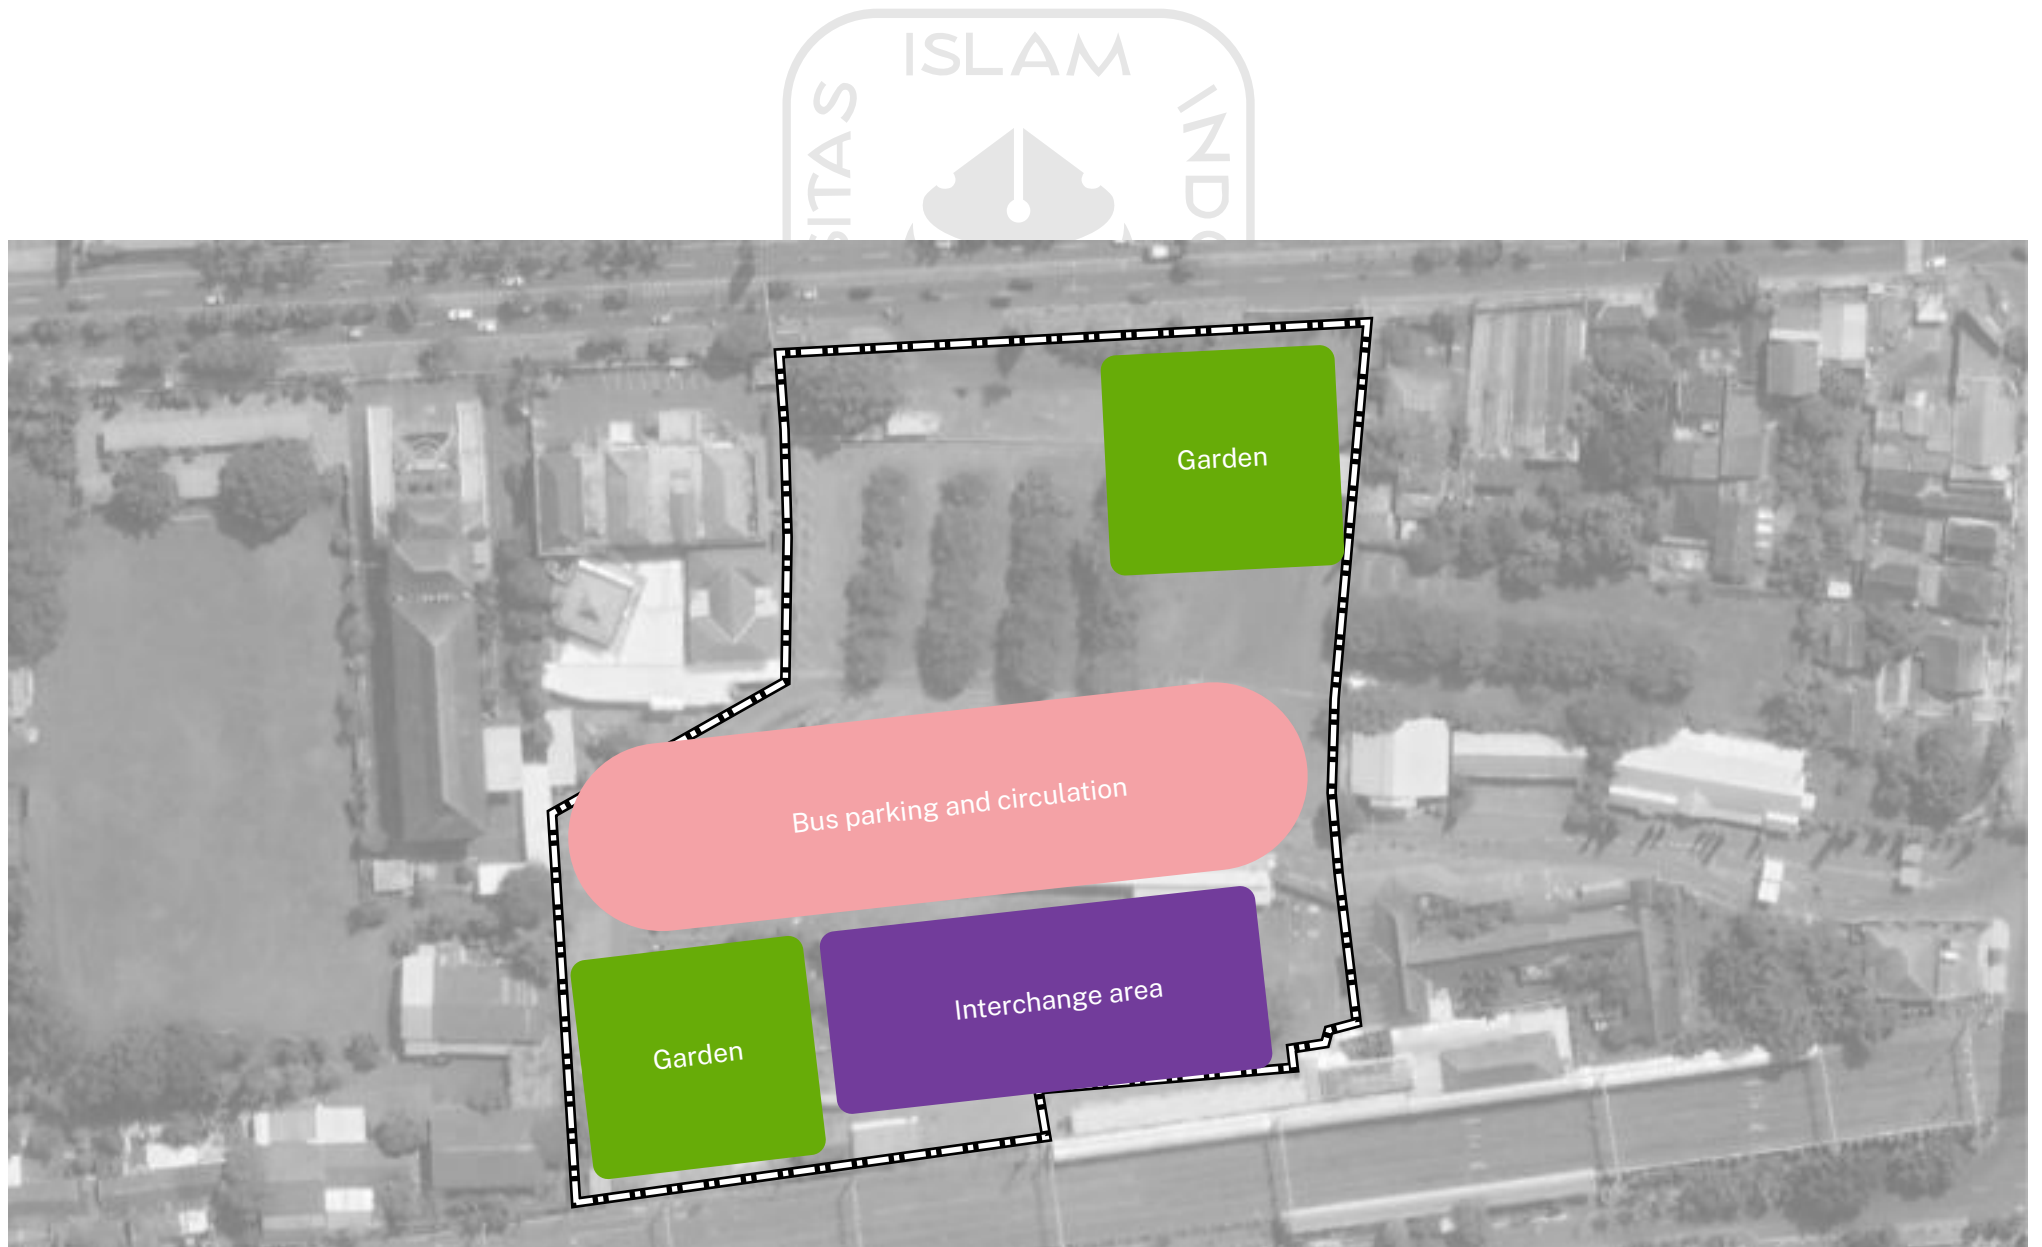 ISLAM
SITAS
INDO
Garden
Bus parking and circulation
Interchange area
Garden